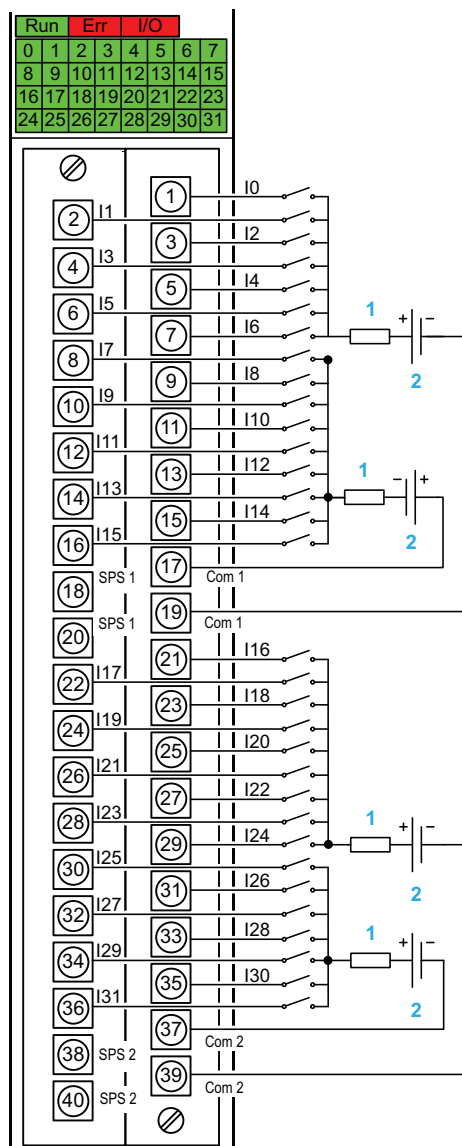 Run Err I/O
0 1 2 3 4 5 6 7
8 9 10 11 12 13 14 15
16 17 18 19 20 21 22 23
24 25 26 27 28 29 30 31
1 I0
2 I1
3 I2
4 I3
5 I4
6 I5
7 I6
1 + −
2
8 I7
9 I8
10 I9
11 I10
12 I11
13 I12
14 I13
1 − +
2
15 I14
16 I15
17 Com 1
18 SPS 1
19 Com 1
20 SPS 1
21 I16
22 I17
23 I18
24 I19
25 I20
26 I21
27 I22
28 I23
29 I24
1 + −
2
30 I25
31 I26
32 I27
33 I28
34 I29
1 + −
2
35 I30
36 I31
37 Com 2
38 SPS 2
39 Com 2
40 SPS 2